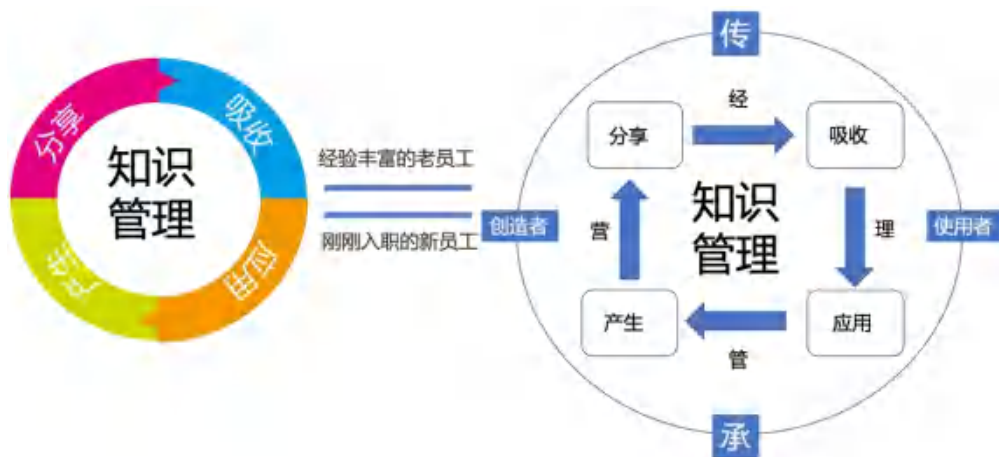 分享
吸收
知识
管理
产生
应用
经验丰富的老员工
刚刚入职的新员工
传
经
分享
吸收
创造者
营
知识
管理
理
使用者
产生
应用
管
承